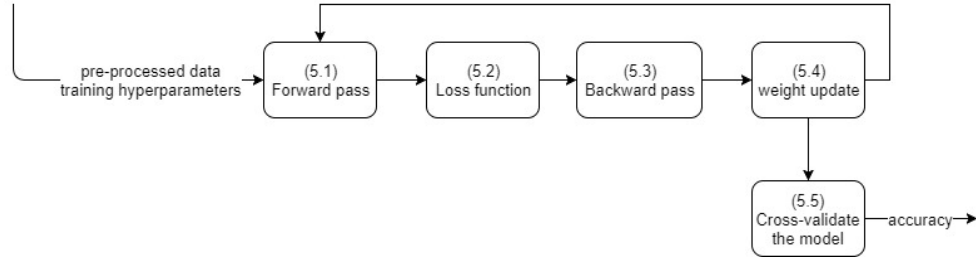 pre-processed data
training hyperparameters
(5.1)
Forward pass
(5.2)
Loss function
(5.3)
Backward pass
(5.4)
weight update
(5.5)
Cross-validate
the model
accuracy